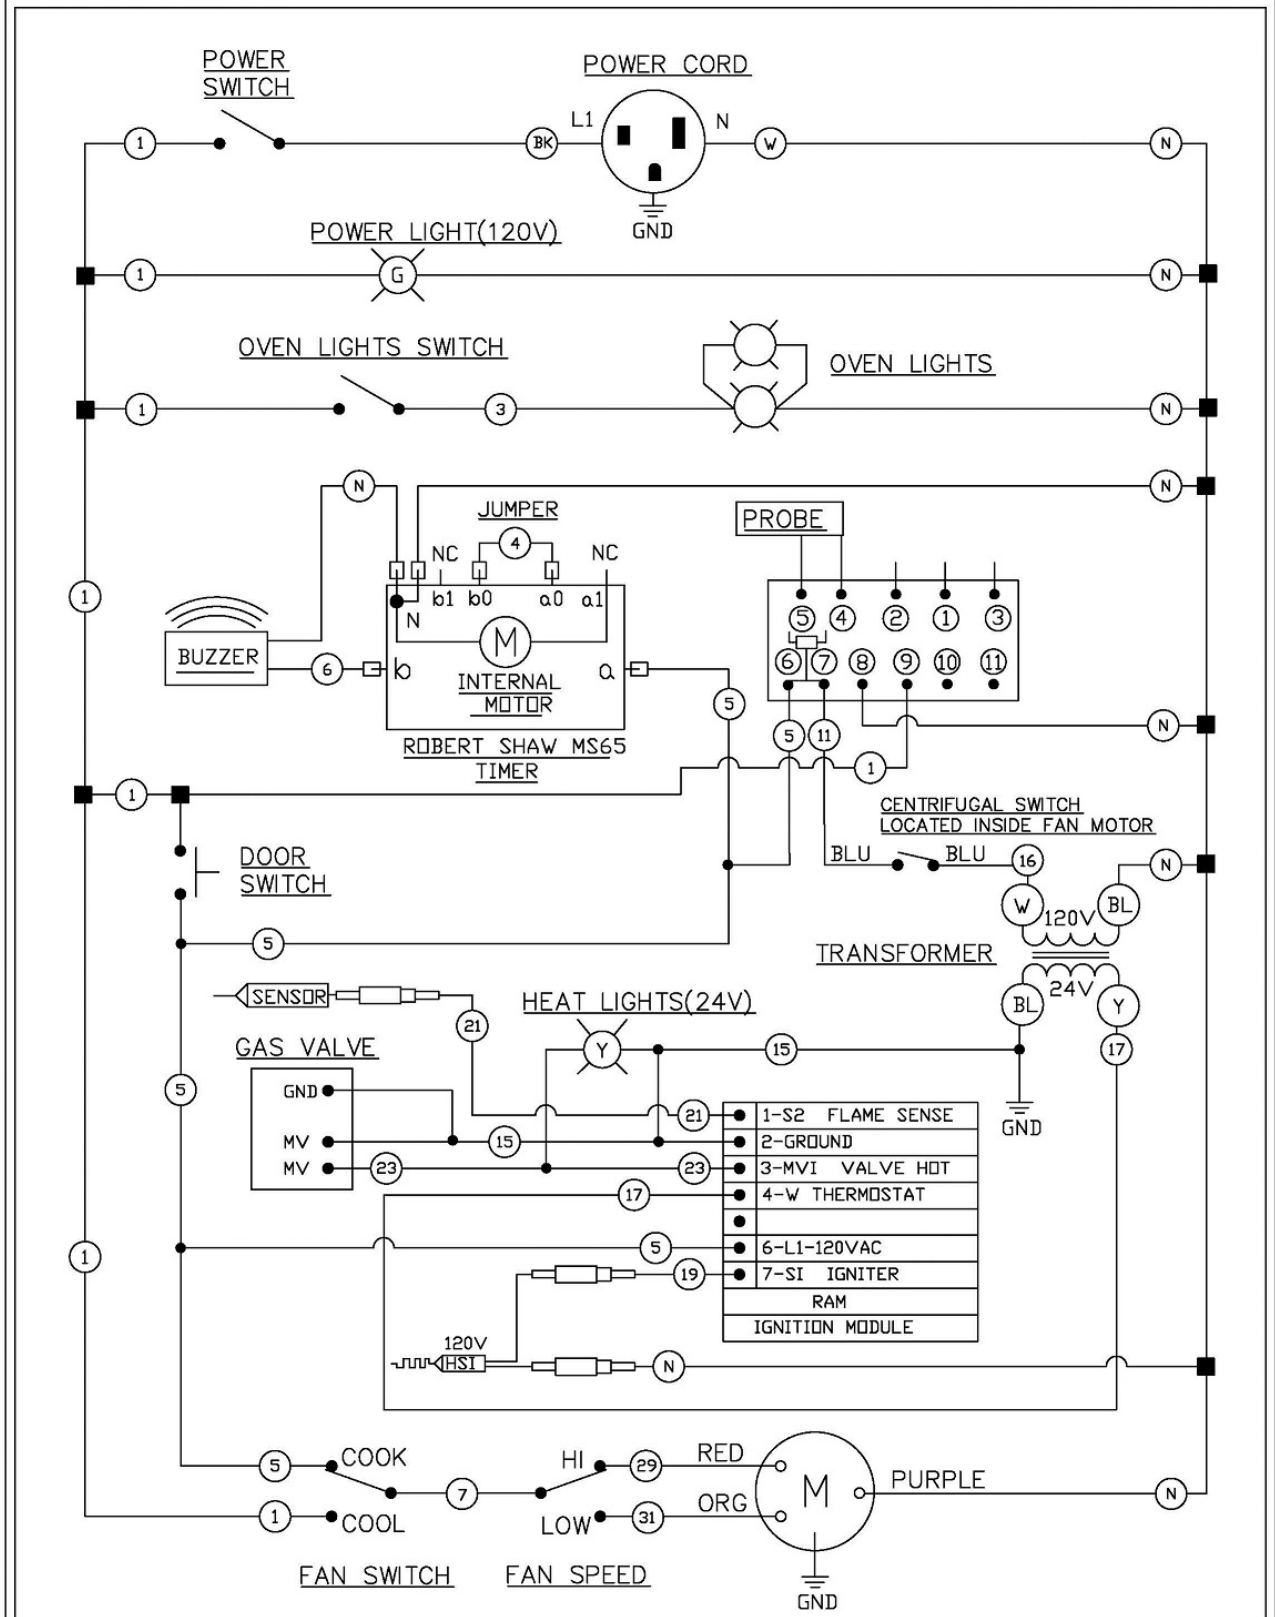 POWER
SWITCH
POWER CORD
1
BK
L1
N
W
N
GND
POWER LIGHT(120V)
1
G
N
OVEN LIGHTS SWITCH
OVEN LIGHTS
1
3
N
N
N
JUMPER
4
NC
NC
b1
b0
a0
a1
N
M
INTERNAL
MOTOR
b
a
ROBERT SHAW MS65
TIMER
BUZZER
6
1
5
PROBE
5
4
2
1
3
6
7
8
9
10
11
5
11
N
1
1
CENTRIFUGAL SWITCH
LOCATED INSIDE FAN MOTOR
BLU
BLU
16
N
W
BL
120V
TRANSFORMER
24V
BL
Y
17
GND
DOOR
SWITCH
5
SENSOR
21
HEAT LIGHTS(24V)
Y
15
GAS VALVE
GND
MV
MV
5
15
23
21
23
17
5
19
1-S2 FLAME SENSE
2-GROUND
3-MVI VALVE HOT
4-W THERMOSTAT
6-L1-120VAC
7-SI IGNITER
RAM
IGNITION MODULE
1
120V
HSI
N
5
COOK
7
HI
29
RED
M
PURPLE
N
1
COOL
LOW
31
ORG
FAN SWITCH
FAN SPEED
GND